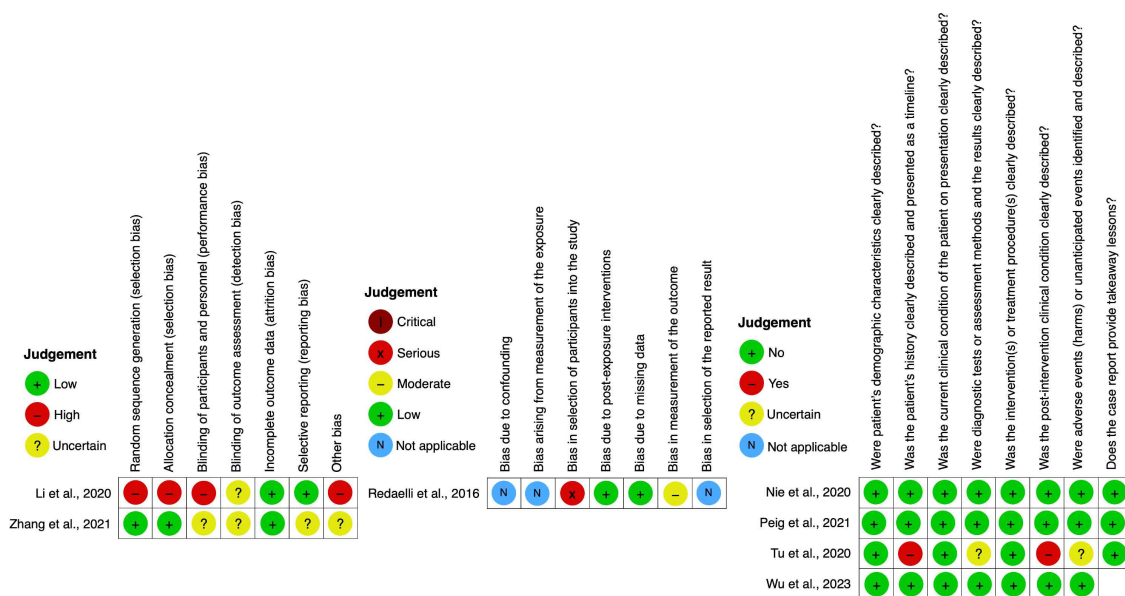 Judgement
+ Low
− High
? Uncertain
Random sequence generation (selection bias)
Allocation concealment (selection bias)
Blinding of participants and personnel (performance bias)
Blinding of outcome assessment (detection bias)
Incomplete outcome data (attrition bias)
Selective reporting (reporting bias)
Other bias
Li et al., 2020 − − − ? + + −
Zhang et al., 2021 + + ? ? + ? ?
Judgement
! Critical
x Serious
− Moderate
+ Low
N Not applicable
Bias due to confounding
Bias arising from measurement of the exposure
Bias in selection of participants into the study
Bias due to post-exposure interventions
Bias due to missing data
Bias in measurement of the outcome
Bias in selection of the reported result
Redaelli et al., 2016 N N x + + − N
Judgement
+ No
− Yes
? Uncertain
N Not applicable
Were patient's demographic characteristics clearly described?
Was the patient's history clearly described and presented as a timeline?
Was the current clinical condition of the patient on presentation clearly described?
Were diagnostic tests or assessment methods and the results clearly described?
Was the intervention(s) or treatment procedure(s) clearly described?
Was the post-intervention clinical condition clearly described?
Were adverse events (harms) or unanticipated events identified and described?
Does the case report provide takeaway lessons?
Nie et al., 2020 + + + + + + + +
Peig et al., 2021 + + + + + + + +
Tu et al., 2020 + − + ? + − ? +
Wu et al., 2023 + + + + + + +